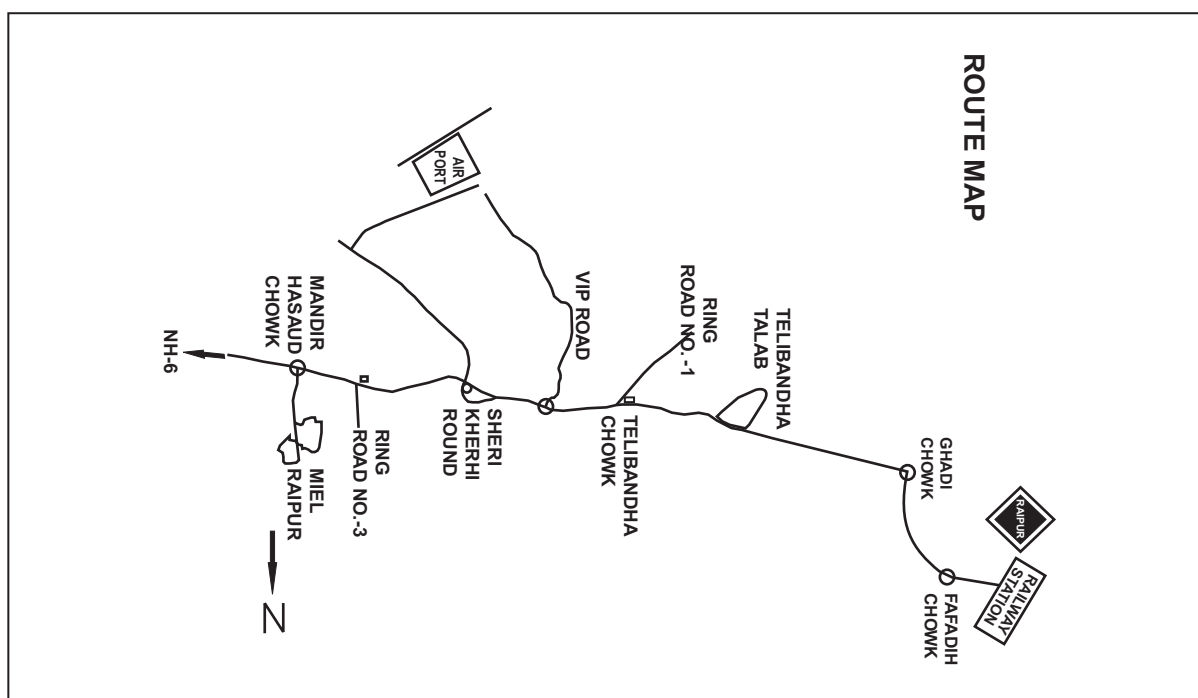 ROUTE MAP
RAIPUR
RAILWAY
STATION
FAFADIH
CHOWK
GHADI
CHOWK
TELIBANDHA
TALAB
RING
ROAD NO. -1
TELIBANDHA
CHOWK
VIP ROAD
AIR
PORT
SHERI
KHERHI
ROUND
RING
ROAD NO.-3
MANDIR
HASAUD
CHOWK
MIEL
RAIPUR
NH-6
N